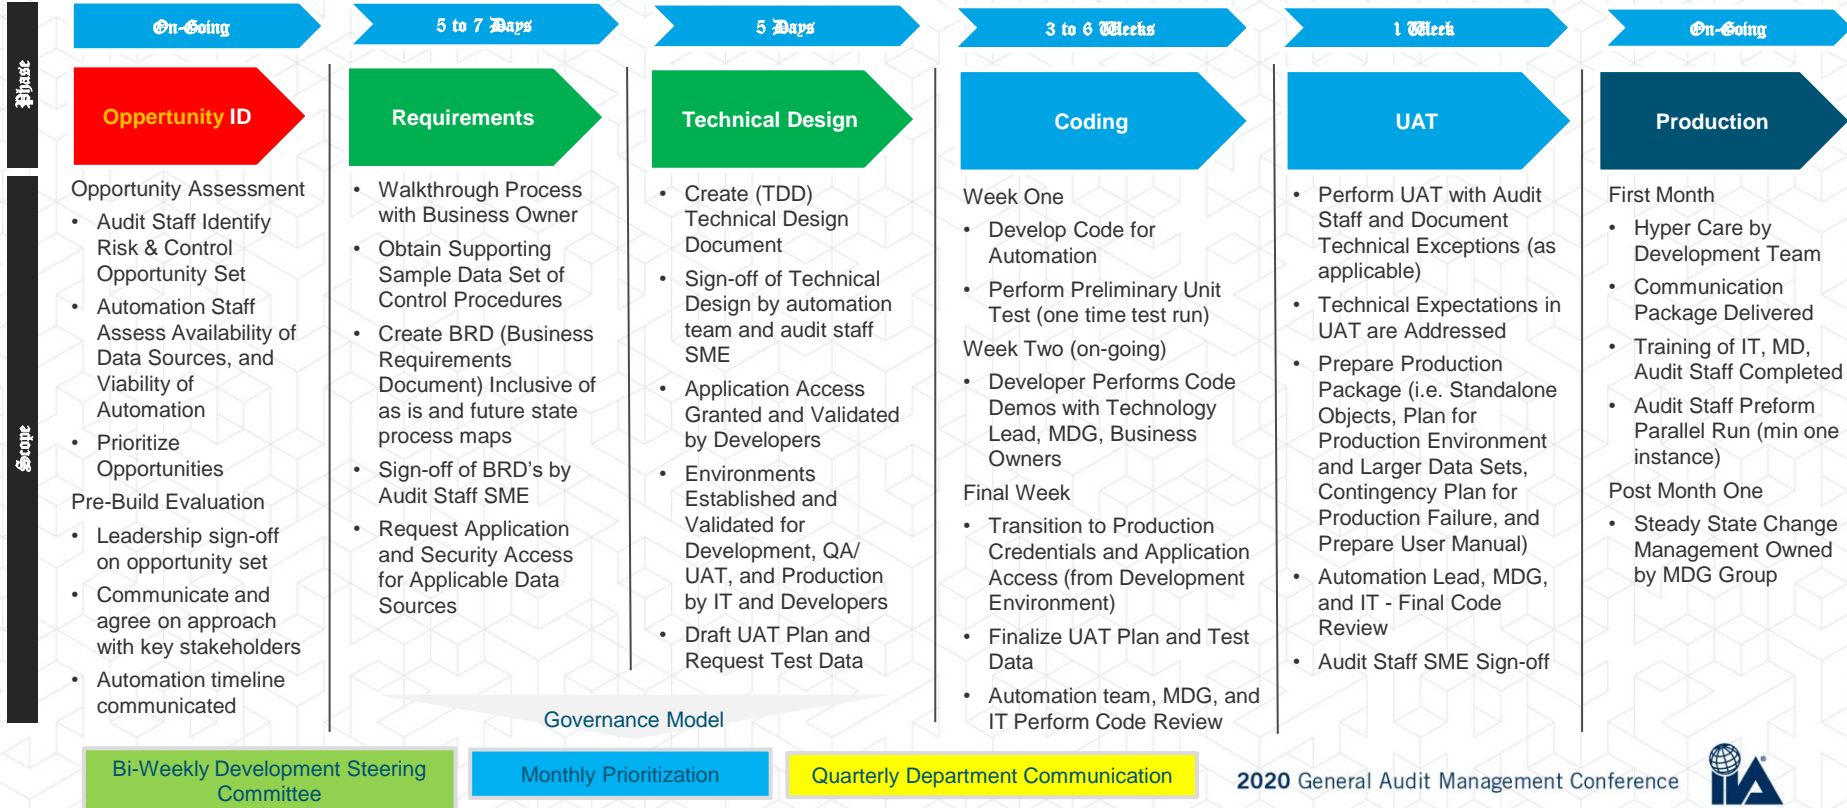 On-Going
5 to 7 Days
5 Days
3 to 6 Weeks
1 Week
On-Going
Phase
Oppertunity ID
Requirements
Technical Design
Coding
UAT
Production
Scope
Opportunity Assessment
• Audit Staff Identify
Risk & Control
Opportunity Set
• Automation Staff
Assess Availability of
Data Sources, and
Viability of
Automation
• Prioritize
Opportunities
Pre-Build Evaluation
• Leadership sign-off
on opportunity set
• Communicate and
agree on approach
with key stakeholders
• Automation timeline
communicated
• Walkthrough Process
with Business Owner
• Obtain Supporting
Sample Data Set of
Control Procedures
• Create BRD (Business
Requirements
Document) Inclusive of
as is and future state
process maps
• Sign-off of BRD's by
Audit Staff SME
• Request Application
and Security Access
for Applicable Data
Sources
• Create (TDD)
Technical Design
Document
• Sign-off of Technical
Design by automation
team and audit staff
SME
• Application Access
Granted and Validated
by Developers
• Environments
Established and
Validated for
Development, QA/
UAT, and Production
by IT and Developers
• Draft UAT Plan and
Request Test Data
Week One
• Develop Code for
Automation
• Perform Preliminary Unit
Test (one time test run)
Week Two (on-going)
• Developer Performs Code
Demos with Technology
Lead, MDG, Business
Owners
Final Week
• Transition to Production
Credentials and Application
Access (from Development
Environment)
• Finalize UAT Plan and Test
Data
• Automation team, MDG, and
IT Perform Code Review
• Perform UAT with Audit
Staff and Document
Technical Exceptions (as
applicable)
• Technical Expectations in
UAT are Addressed
• Prepare Production
Package (i.e. Standalone
Objects, Plan for
Production Environment
and Larger Data Sets,
Contingency Plan for
Production Failure, and
Prepare User Manual)
• Automation Lead, MDG,
and IT - Final Code
Review
• Audit Staff SME Sign-off
First Month
• Hyper Care by
Development Team
• Communication
Package Delivered
• Training of IT, MD,
Audit Staff Completed
• Audit Staff Preform
Parallel Run (min one
instance)
Post Month One
• Steady State Change
Management Owned
by MDG Group
Governance Model
Bi-Weekly Development Steering
Committee
Monthly Prioritization
Quarterly Department Communication
2020 General Audit Management Conference
IIA